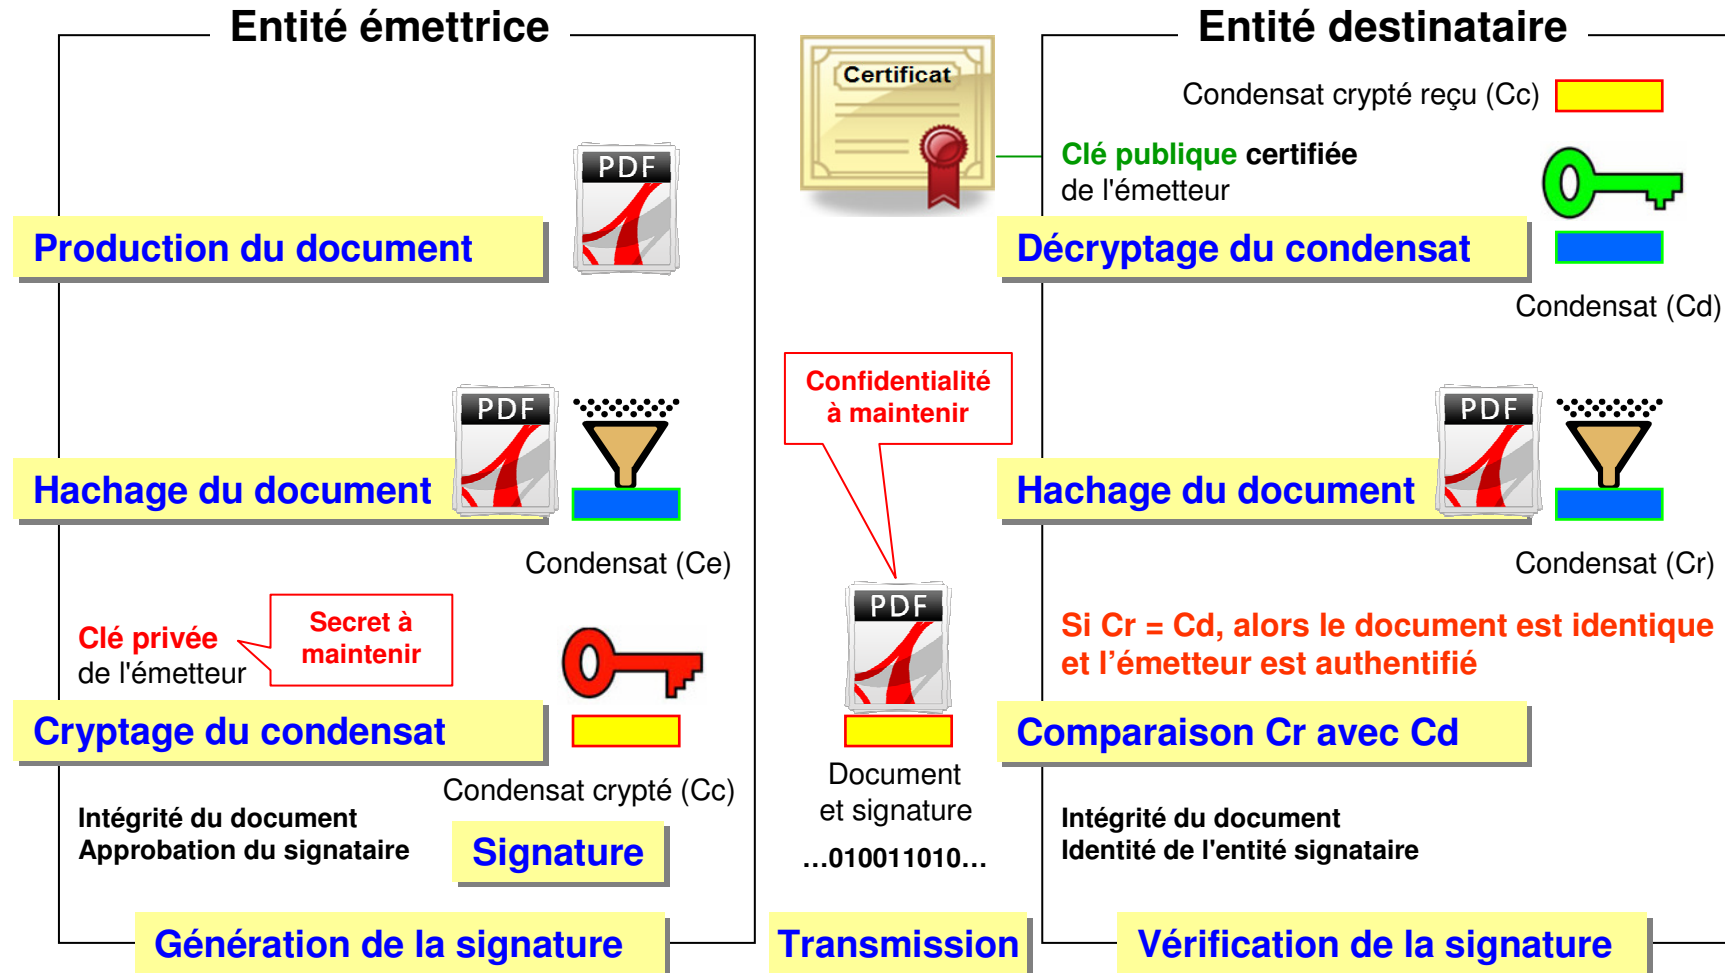 Entité émettrice
PDF
Production du document
PDF
Hachage du document
Condensat (Ce)
Clé privée
de l'émetteur
Secret à
maintenir
Cryptage du condensat
Condensat crypté (Cc)
Intégrité du document
Approbation du signataire
Signature
Génération de la signature
Certificat
Confidentialité
à maintenir
PDF
Document
et signature
...010011010...
Transmission
Entité destinataire
Condensat crypté reçu (Cc)
Clé publique certifiée
de l'émetteur
Décryptage du condensat
Condensat (Cd)
PDF
Hachage du document
Condensat (Cr)
Si Cr = Cd, alors le document est identique
et l’émetteur est authentifié
Comparaison Cr avec Cd
Intégrité du document
Identité de l'entité signataire
Vérification de la signature